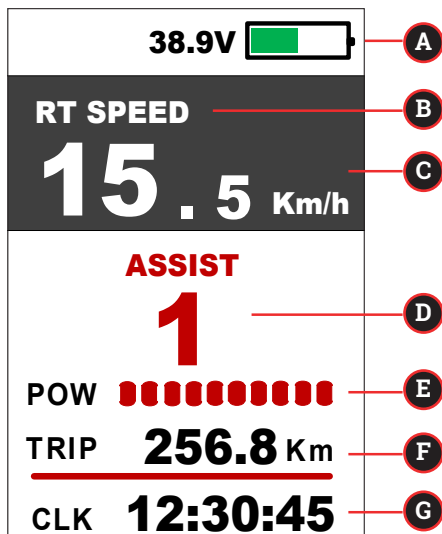 38.9V A
RT SPEED B
15.5 Km/h C
ASSIST
1 D
POW E
TRIP 256.8 Km F
CLK 12:30:45 G